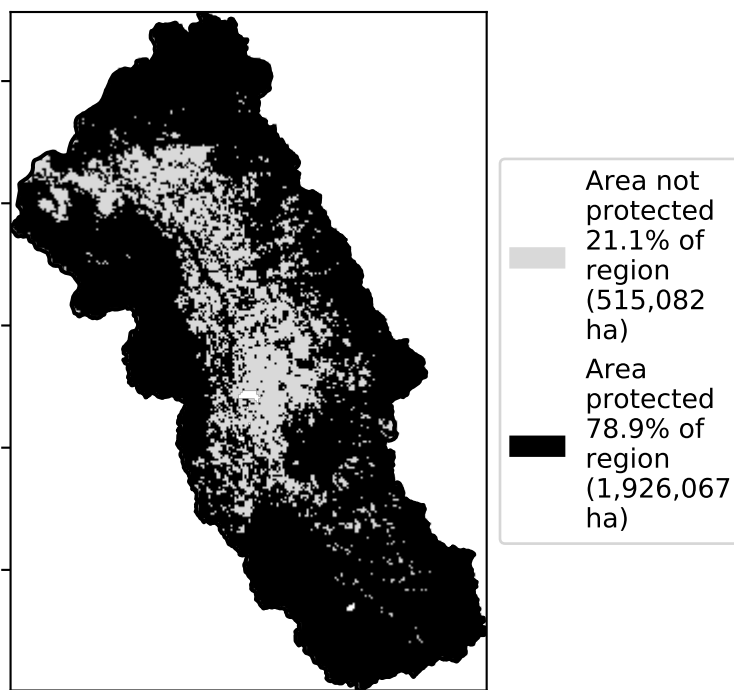 Area not
protected
21.1% of
region
(515,082
ha)
Area
protected
78.9% of
region
(1,926,067
ha)